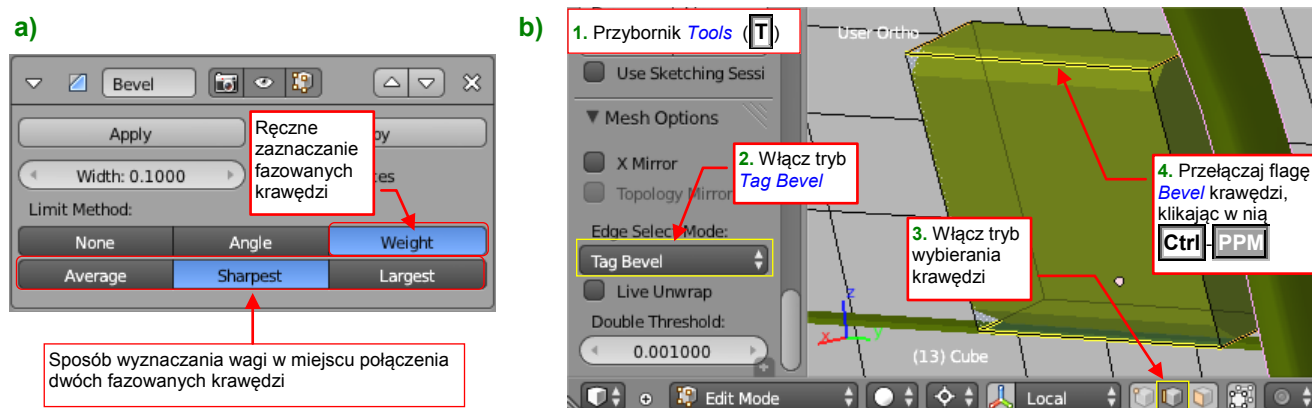 a)
Bevel
Apply
py
Ręczne
zaznaczanie
fazowanych
krawędzi
Width: 0.1000
ces
Limit Method:
None Angle Weight
Average Sharpest Largest
Sposób wyznaczania wagi w miejscu połączenia
dwóch fazowanych krawędzi
b)
1. Przybornik Tools (T)
User Ortho
Use Sketching Sessi
Mesh Options
X Mirror
Topology Mirror
2. Włącz tryb
Tag Bevel
Edge Select Mode:
Tag Bevel
Live Unwrap
Double Threshold:
0.001000
3. Włącz tryb
wybierania
krawędzi
4. Przełączaj flagę
Bevel krawędzi,
klikając w nią
Ctrl-PPM
z
x
y
(13) Cube
Edit Mode Local